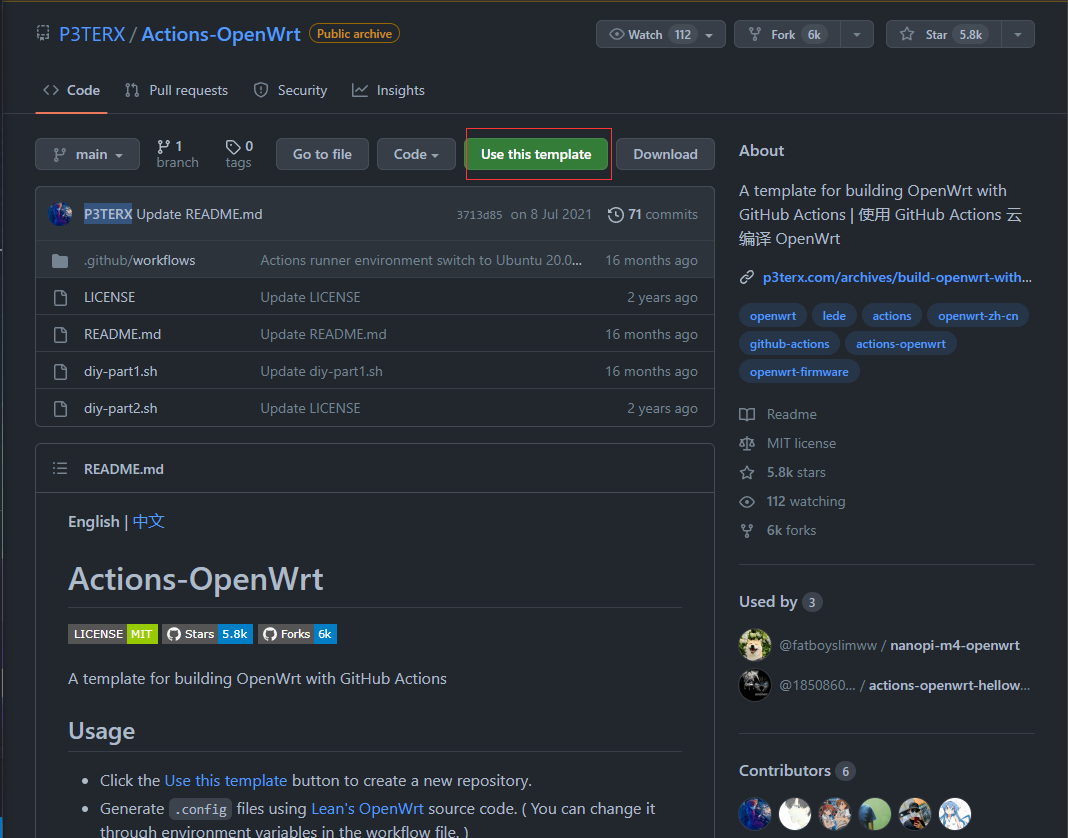 P3TERX / Actions-OpenWrt Public archive
Watch 112 Fork 6k Star 5.8k
Code Pull requests Security Insights
main 1 branch 0 tags Go to file Code Use this template Download
P3TERX Update README.md 3713d85 on 8 Jul 2021 71 commits
.github/workflows Actions runner environment switch to Ubuntu 20.0... 16 months ago
LICENSE Update LICENSE 2 years ago
README.md Update README.md 16 months ago
diy-part1.sh Update diy-part1.sh 16 months ago
diy-part2.sh Update LICENSE 2 years ago
README.md
English | 中文
Actions-OpenWrt
LICENSE MIT Stars 5.8k Forks 6k
A template for building OpenWrt with GitHub Actions
Usage
Click the Use this template button to create a new repository.
Generate .config files using Lean's OpenWrt source code. ( You can change it
through environment variables in the workflow file. )
About
A template for building OpenWrt with
GitHub Actions | 使用 GitHub Actions 云
编译 OpenWrt
p3terx.com/archives/build-openwrt-with...
openwrt lede actions openwrt-zh-cn
github-actions actions-openwrt
openwrt-firmware
Readme
MIT license
5.8k stars
112 watching
6k forks
Used by 3
@fatboyslimww / nanopi-m4-openwrt
@1850860... / actions-openwrt-hellow...
Contributors 6